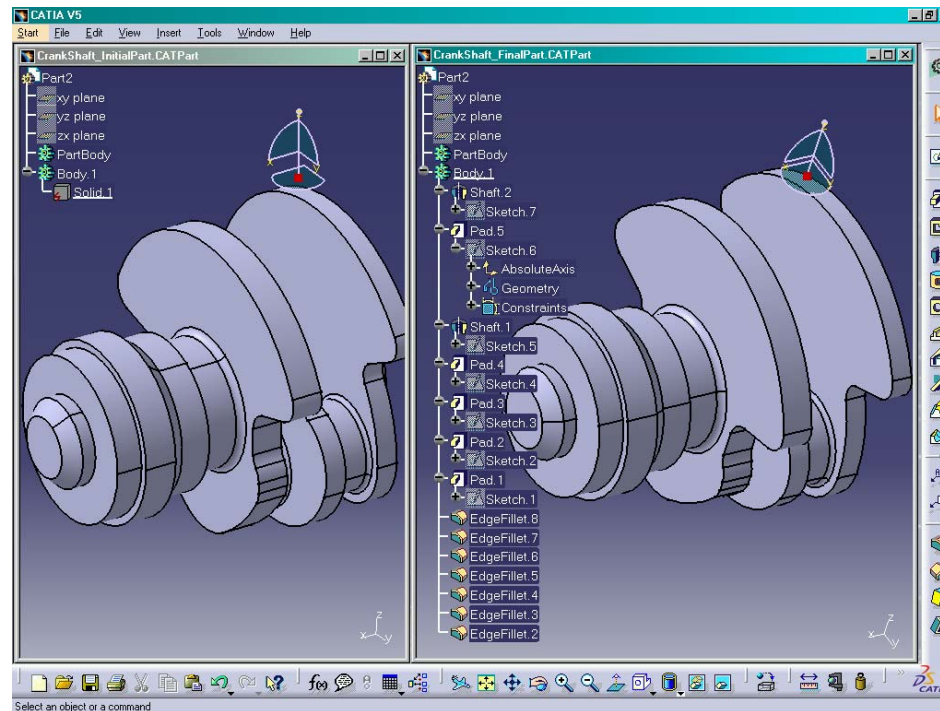 CATIA V5
Start File Edit View Insert Tools Window Help
CrankShaft_InitialPart.CATPart
Part2
xy plane
yz plane
zx plane
PartBody
Body.1
Solid.1
z
x
y
CrankShaft_FinalPart.CATPart
Part2
xy plane
yz plane
zx plane
PartBody
Body.1
Shaft.2
Sketch.7
Pad.5
Sketch.6
AbsoluteAxis
Geometry
Constraints
Shaft.1
Sketch.5
Pad.4
Sketch.4
Pad.3
Sketch.3
Pad.2
Sketch.2
Pad.1
Sketch.1
EdgeFillet.8
EdgeFillet.7
EdgeFillet.6
EdgeFillet.5
EdgeFillet.4
EdgeFillet.3
EdgeFillet.2
z
x
y
f(x)
Select an object or a command